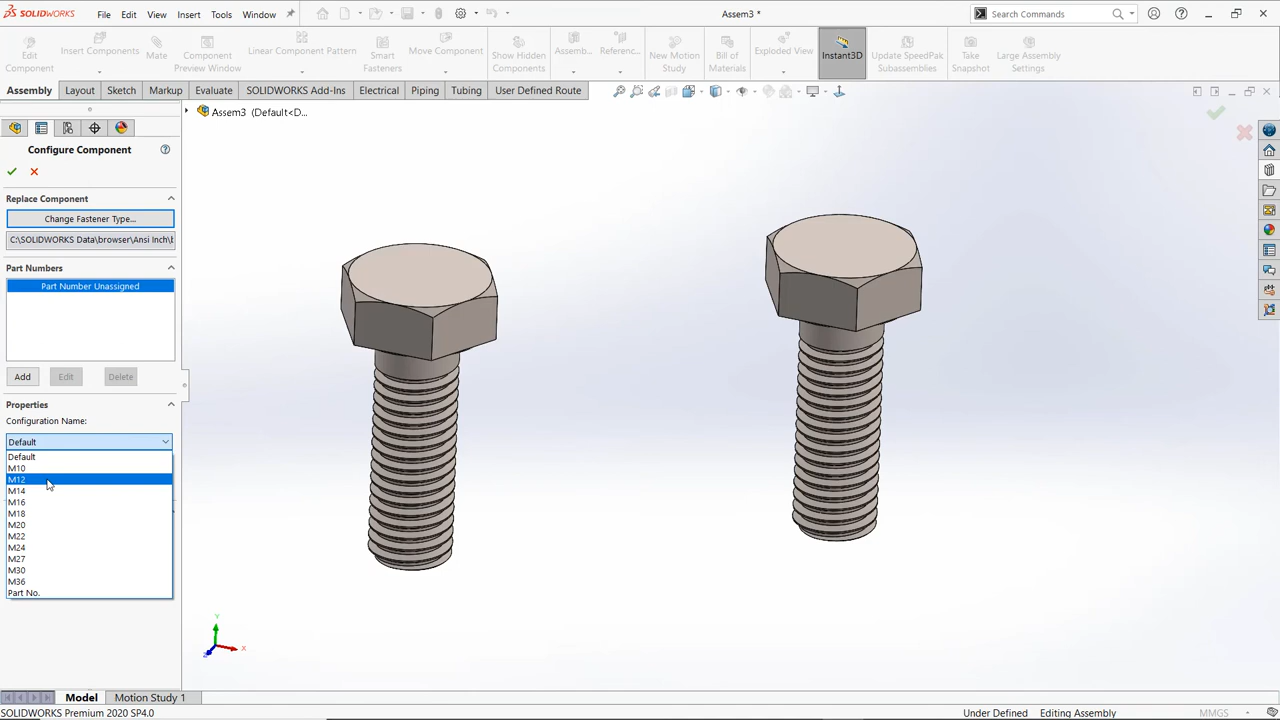 SOLIDWORKS File Edit View Insert Tools Window Assem3 * Search Commands
Edit Component
Insert Components
Mate
Component Preview Window
Linear Component Pattern
Smart Fasteners
Move Component
Show Hidden Components
Assemb...
Referenc...
New Motion Study
Bill of Materials
Exploded View
Instant3D
Update SpeedPak Subassemblies
Take Snapshot
Large Assembly Settings
Assembly Layout Sketch Markup Evaluate SOLIDWORKS Add-Ins Electrical Piping Tubing User Defined Route
Assem3 (Default<D...
Configure Component
Replace Component
Change Fastener Type...
C:\SOLIDWORKS Data\browser\Ansi Inch\b
Part Numbers
Part Number Unassigned
Add Edit Delete
Properties
Configuration Name:
Default
Default
M10
M12
M14
M16
M18
M20
M22
M24
M27
M30
M36
Part No.
Y
X
Z
Model Motion Study 1
SOLIDWORKS Premium 2020 SP4.0 Under Defined Editing Assembly MMGS